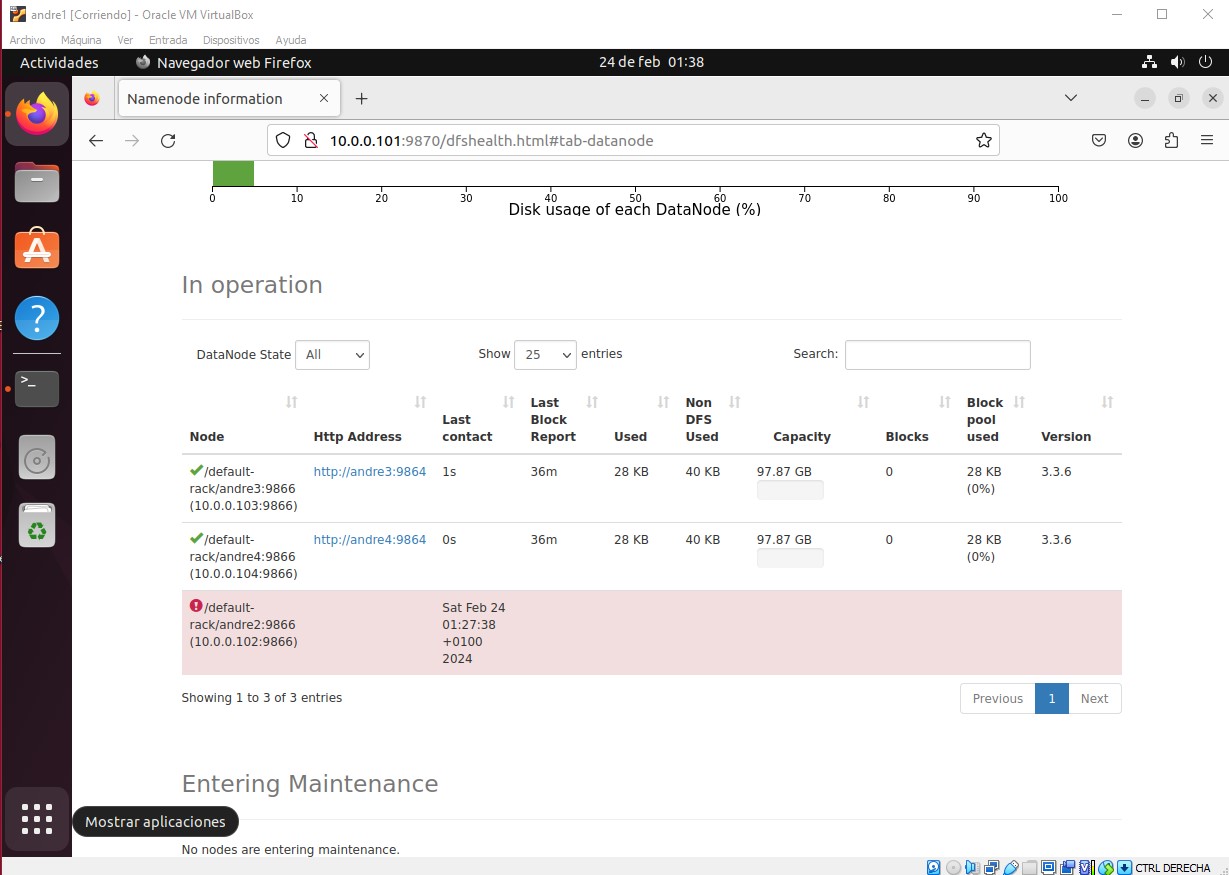 andre1 [Corriendo] - Oracle VM VirtualBox
Archivo Máquina Ver Entrada Dispositivos Ayuda
Actividades Navegador web Firefox 24 de feb 01:38
Namenode information
10.0.0.101:9870/dfshealth.html#tab-datanode
0 10 20 30 40 50 60 70 80 90 100
Disk usage of each DataNode (%)
In operation
DataNode State All Show 25 entries Search:
Node Http Address Last contact Last Block Report Used Non DFS Used Capacity Blocks Block pool used Version
/default- http://andre3:9864 1s 36m 28 KB 40 KB 97.87 GB 0 28 KB 3.3.6
rack/andre3:9866 (0%)
(10.0.0.103:9866)
/default- http://andre4:9864 0s 36m 28 KB 40 KB 97.87 GB 0 28 KB 3.3.6
rack/andre4:9866 (0%)
(10.0.0.104:9866)
/default- Sat Feb 24
rack/andre2:9866 01:27:38
(10.0.0.102:9866) +0100
2024
Showing 1 to 3 of 3 entries Previous 1 Next
Entering Maintenance
Mostrar aplicaciones
No nodes are entering maintenance.
CTRL DERECHA